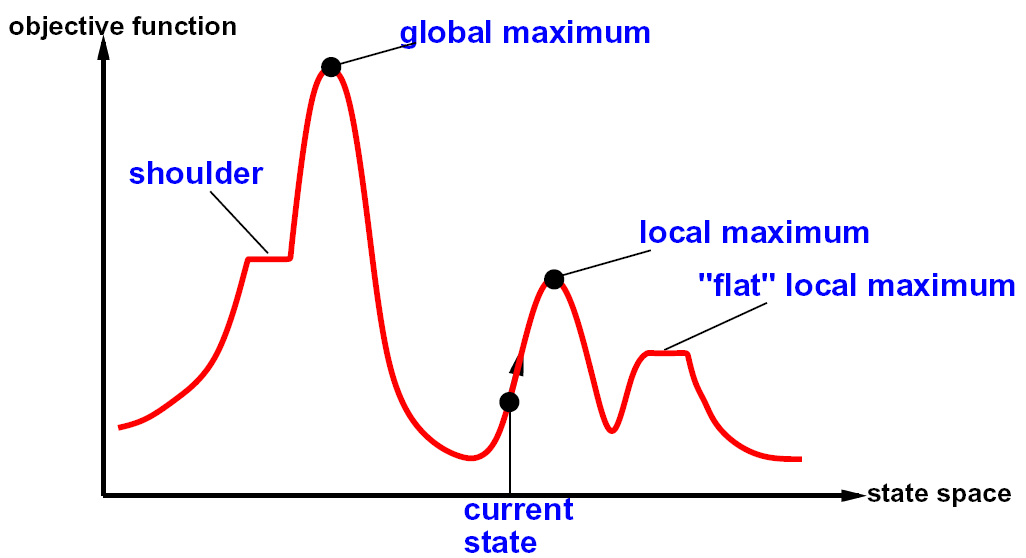 objective function
global maximum
shoulder
local maximum
"flat" local maximum
state space
current
state